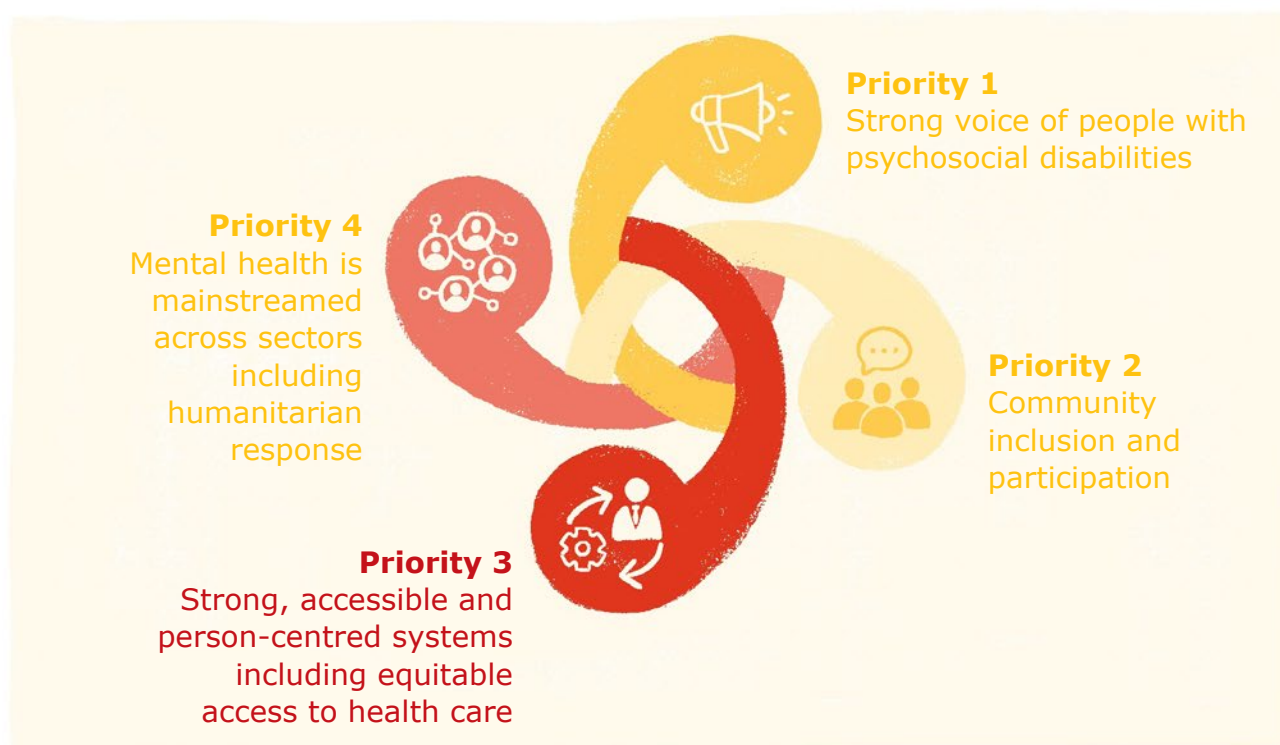 Priority 1
Strong voice of people with
psychosocial disabilities
Priority 2
Community
inclusion and
participation
Priority 3
Strong, accessible and
person-centred systems
including equitable
access to health care
Priority 4
Mental health is
mainstreamed
across sectors
including
humanitarian
response